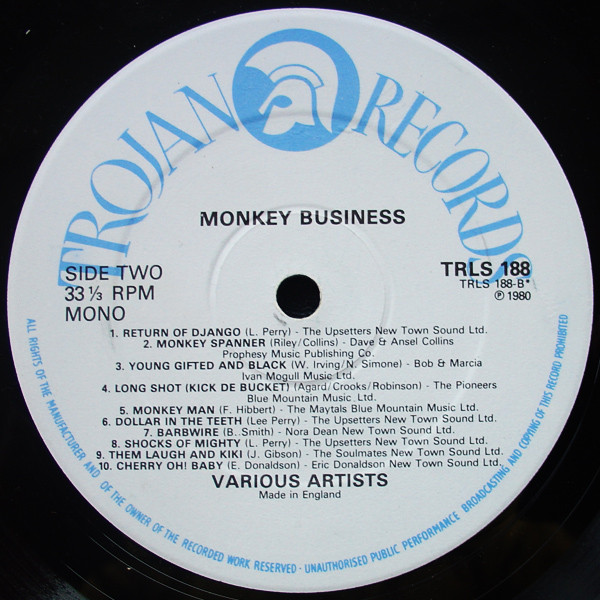 TROJAN RECORDS
MONKEY BUSINESS
SIDE TWO
33 ⅓ RPM
MONO
TRLS 188
TRLS 188-B*
℗ 1980
1. RETURN OF DJANGO (L. Perry) - The Upsetters New Town Sound Ltd.
2. MONKEY SPANNER (Riley/Collins) - Dave & Ansel Collins
Prophesy Music Publishing Co.
3. YOUNG GIFTED AND BLACK (W. Irving/N. Simone) - Bob & Marcia
Ivan Mogull Music Ltd.
4. LONG SHOT (KICK DE BUCKET) (Agard/Crooks/Robinson) - The Pioneers
Blue Mountain Music Ltd.
5. MONKEY MAN (F. Hibbert) - The Maytals Blue Mountain Music Ltd.
6. DOLLAR IN THE TEETH (Lee Perry) - The Upsetters New Town Sound Ltd.
7. BARBWIRE (B. Smith) - Nora Dean New Town Sound Ltd.
8. SHOCKS OF MIGHTY (L. Perry) - The Upsetters New Town Sound Ltd.
9. THEM LAUGH AND KIKI (J. Gibson) - The Soulmates New Town Sound Ltd.
10. CHERRY OH! BABY (E. Donaldson) - Eric Donaldson New Town Sound Ltd.
VARIOUS ARTISTS
Made in England
ALL RIGHTS OF THE MANUFACTURER AND OF THE OWNER OF THE RECORDED WORK RESERVED - UNAUTHORISED PUBLIC PERFORMANCE BROADCASTING AND COPYING OF THIS RECORD PROHIBITED